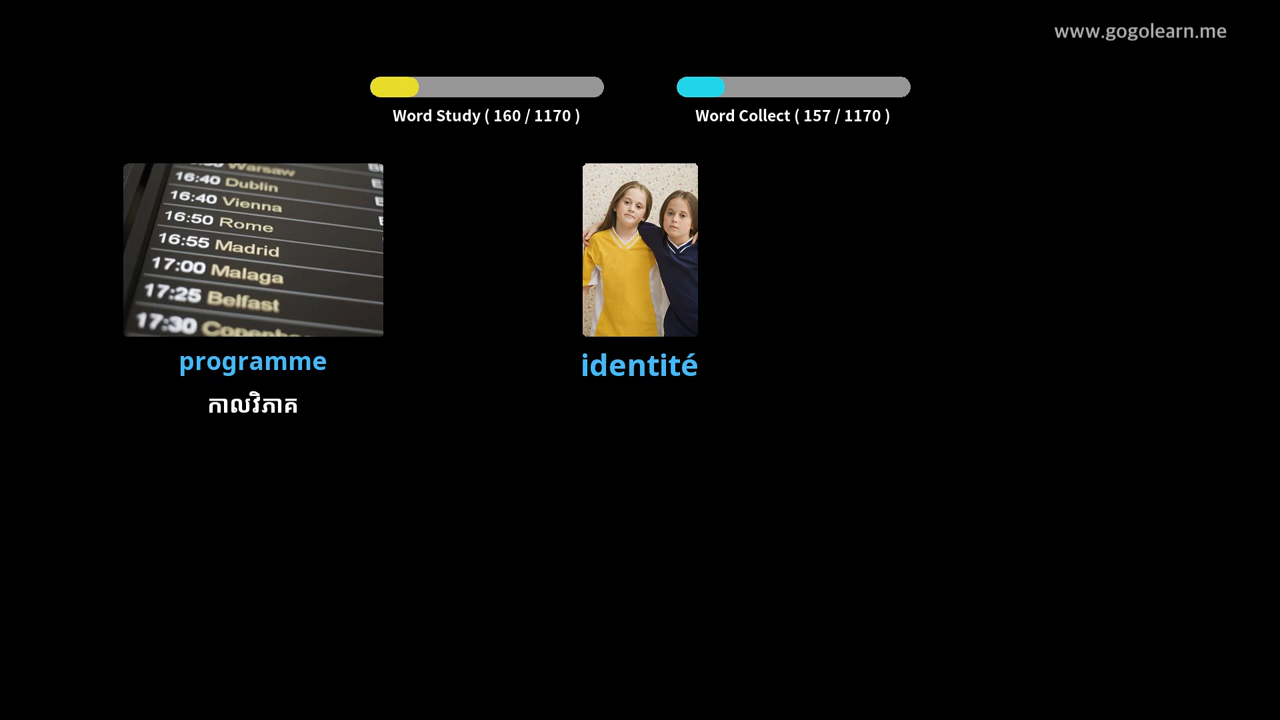 www.gogolearn.me
Word Study ( 160 / 1170 )
Word Collect ( 157 / 1170 )
Warsaw
16:40 Dublin
16:40 Vienna
16:50 Rome
16:55 Madrid
17:00 Malaga
17:25 Belfast
17:30
programme
identité
កាលវិភាគ